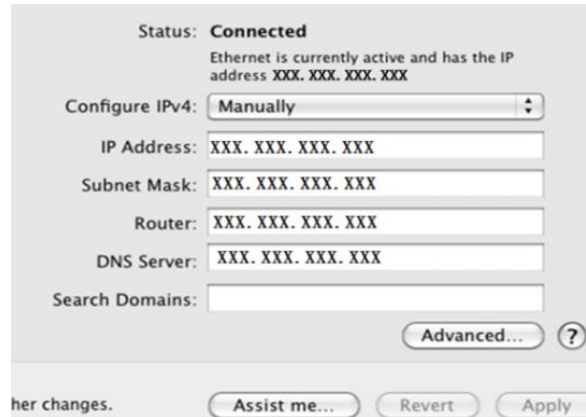 Status: Connected
Ethernet is currently active and has the IP
address XXX. XXX. XXX. XXX
Configure IPv4: Manually
IP Address: XXX. XXX. XXX. XXX
Subnet Mask: XXX. XXX. XXX. XXX
Router: XXX. XXX. XXX. XXX
DNS Server: XXX. XXX. XXX. XXX
Search Domains:
Advanced... ?
her changes. Assist me... Revert Apply